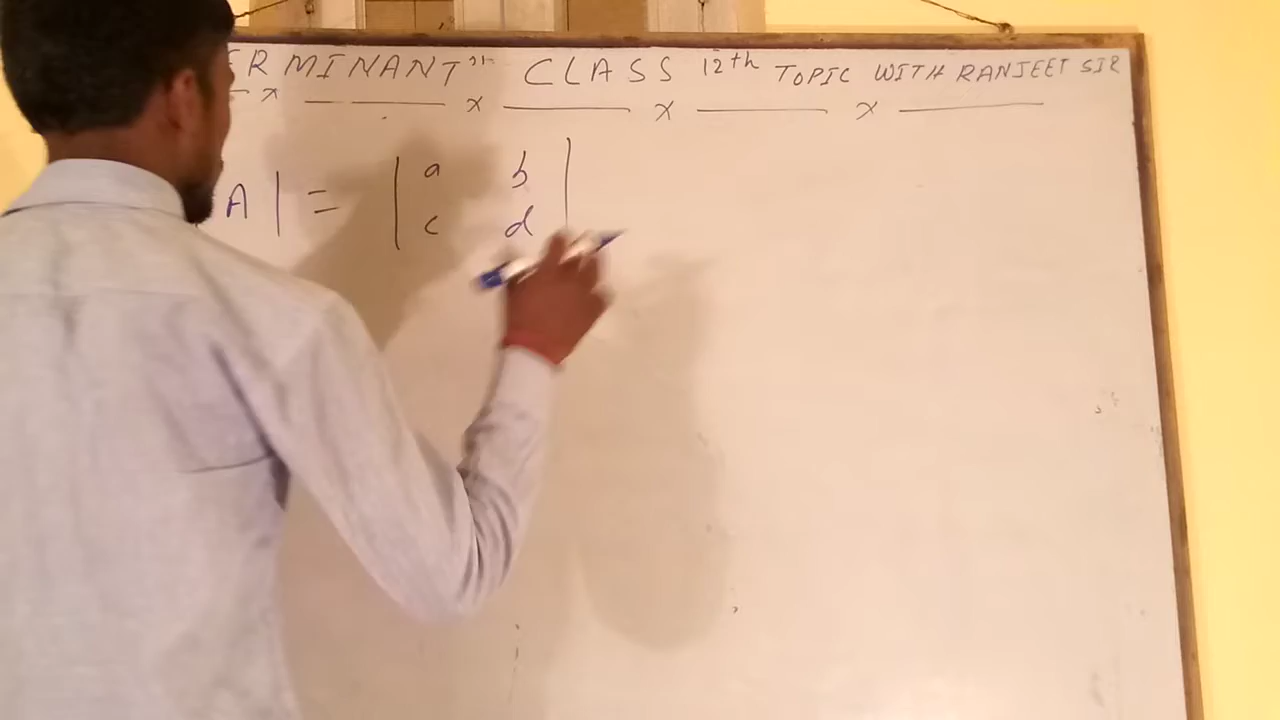 ERMINANT" CLASS 12th TOPIC WITH RANJEET SIR
x x x x
A | = | a b |
c d